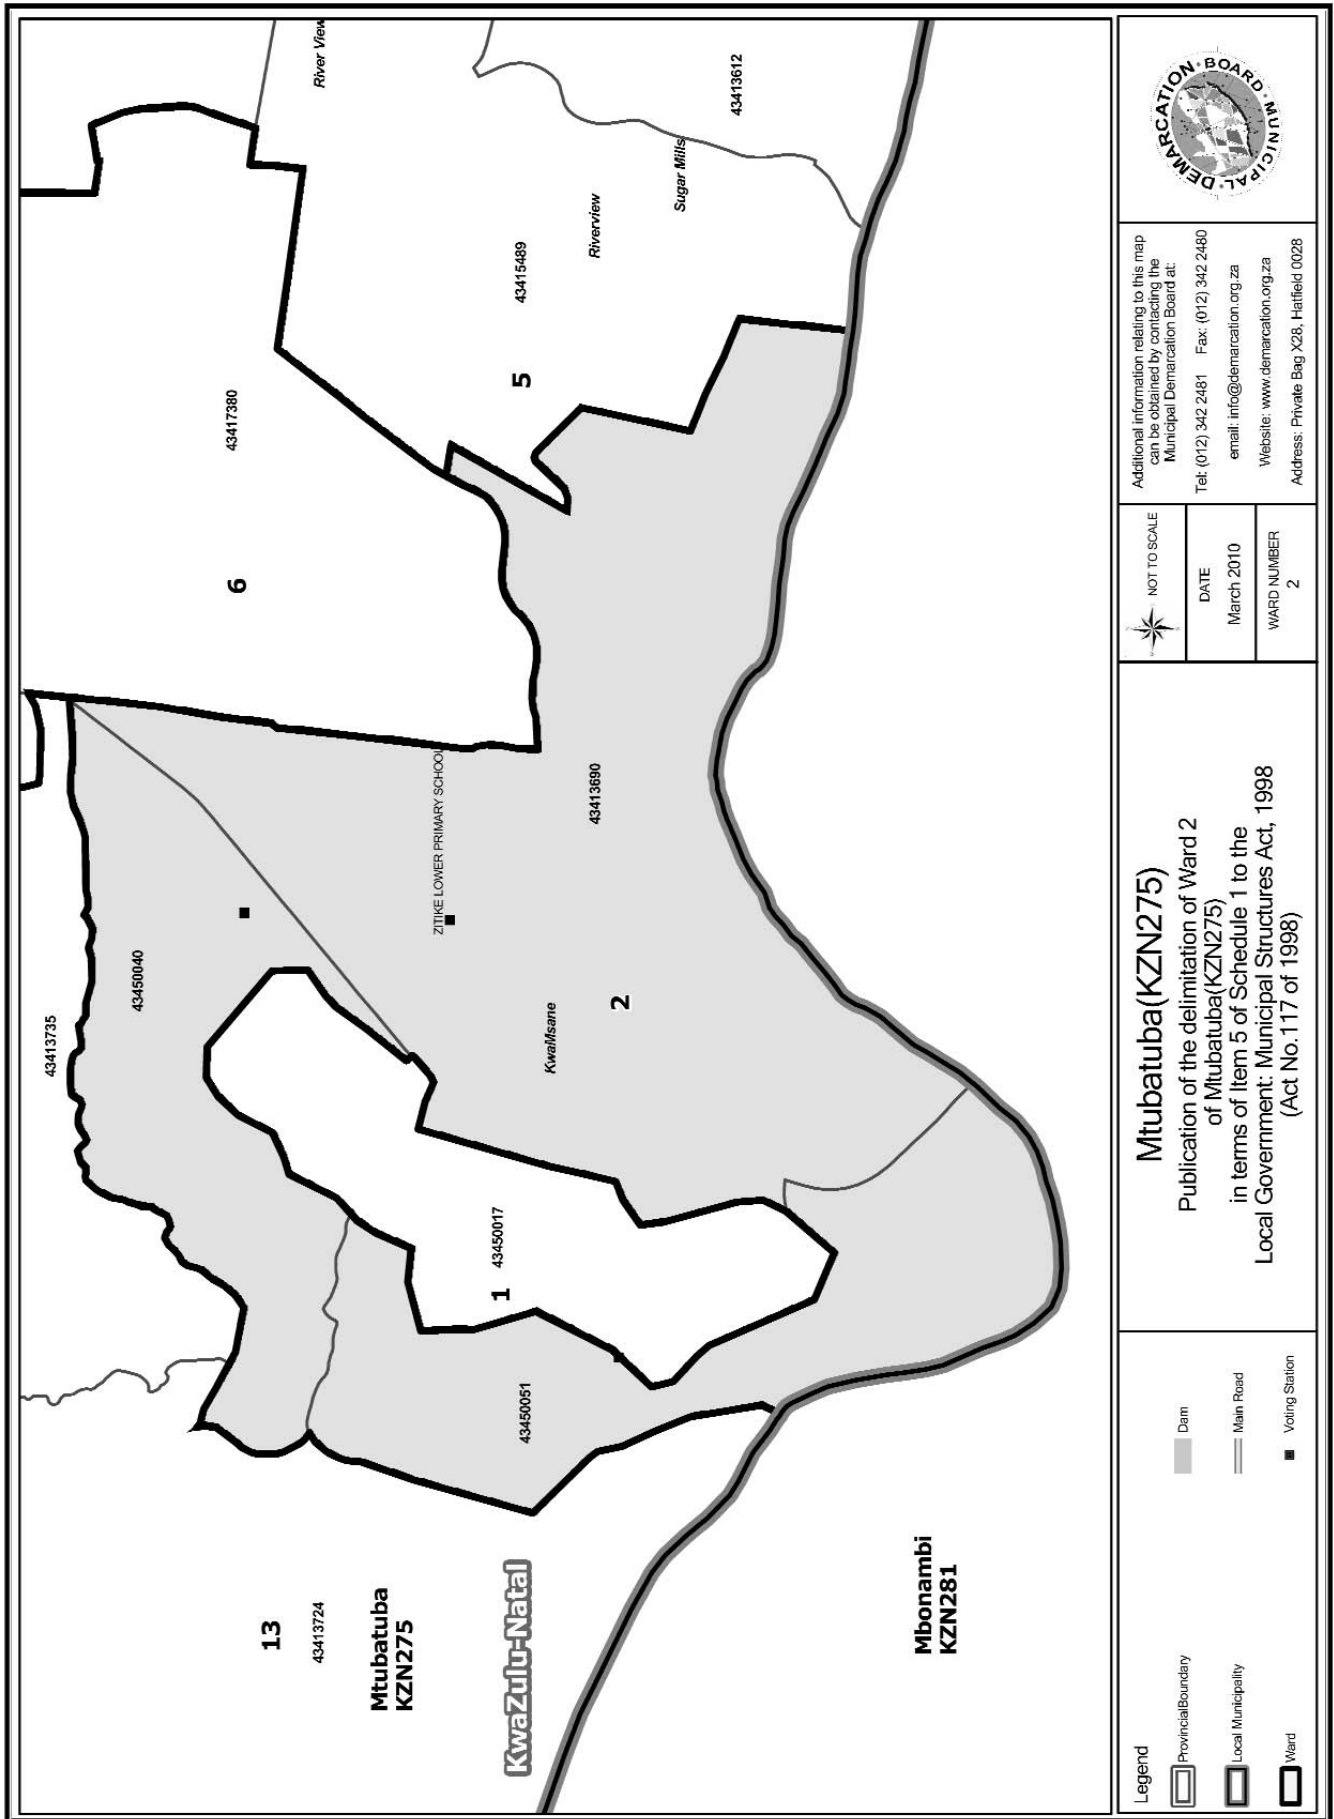 River View
43413612
Sugar Mills
Riverview
43415489
5
43417380
6
ZITIKE LOWER PRIMARY SCHOOL
43413690
43450040
43413735
KwaMsane
2
43450017
1
43450051
13
43413724
Mtubatuba
KZN275
KwaZulu-Natal
Mbonambi
KZN281
Legend
ProvincialBoundary
Local Municipality
Ward
Dam
Main Road
Voting Station
Mtubatuba(KZN275)
Publication of the delimitation of Ward 2
of Mtubatuba(KZN275)
in terms of Item 5 of Schedule 1 to the
Local Government: Municipal Structures Act, 1998
(Act No.117 of 1998)
NOT TO SCALE
DATE
March 2010
WARD NUMBER
2
Additional information relating to this map
can be obtained by contacting the
Municipal Demarcation Board at:
Tel: (012) 342 2481 Fax: (012) 342 2480
email: info@demarcation.org.za
Website: www.demarcation.org.za
Address: Private Bag X28, Hatfield 0028
MUNICIPAL DEMARCATION BOARD